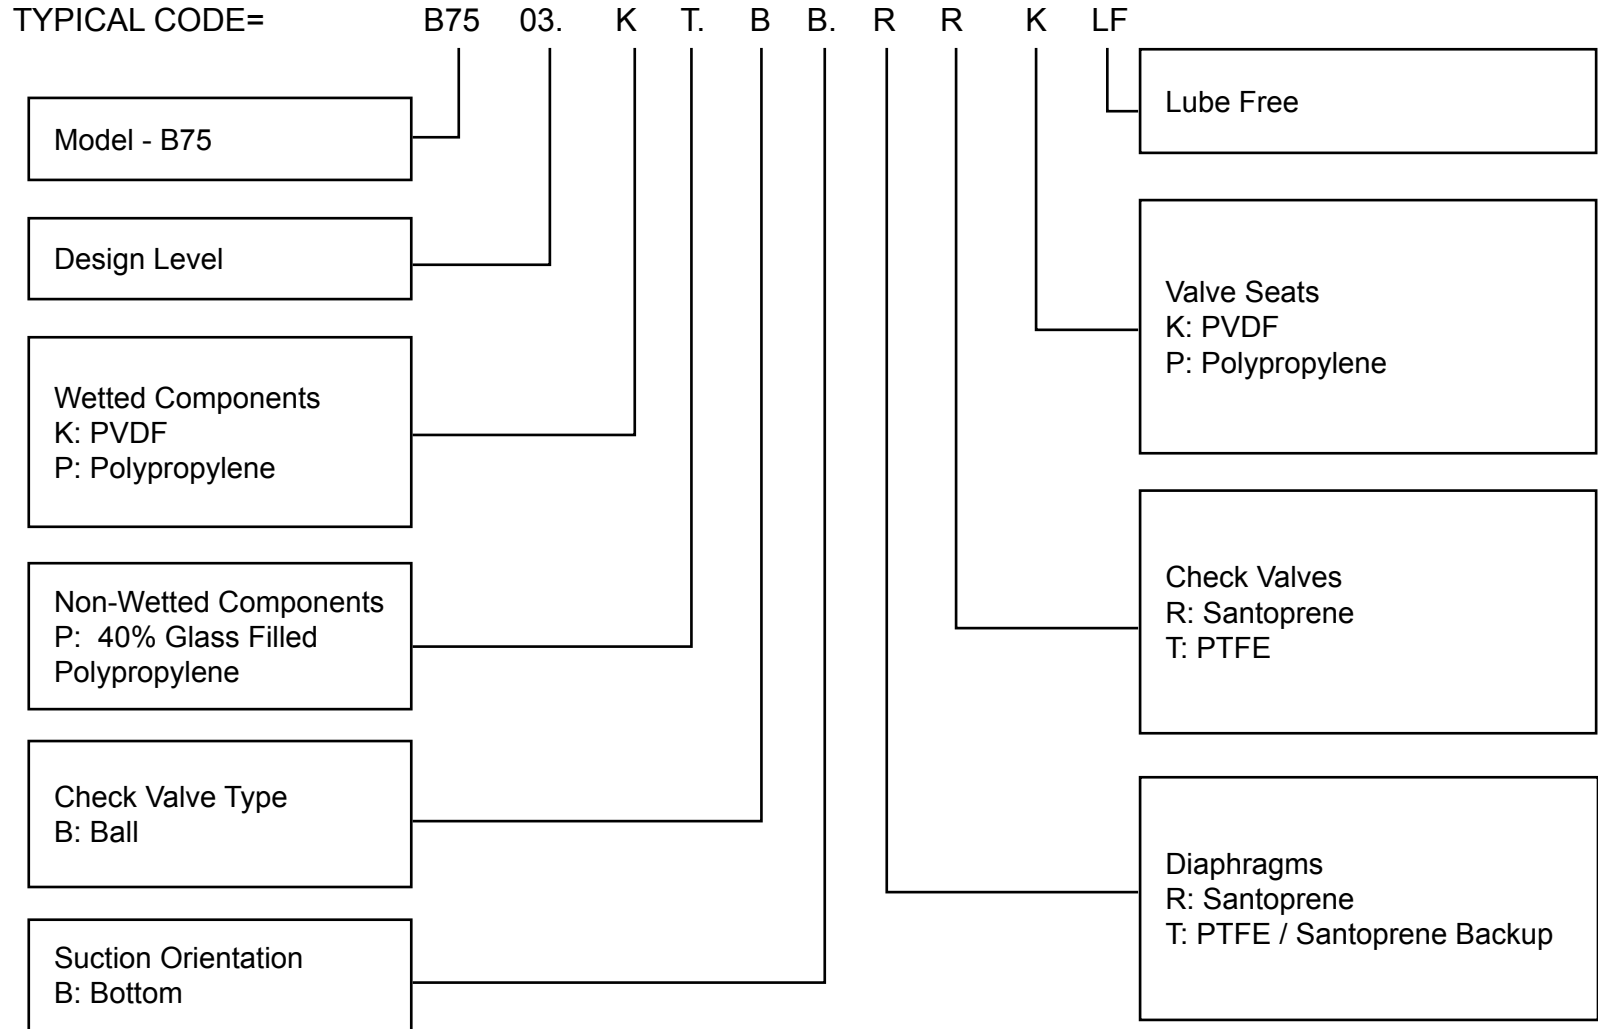 TYPICAL CODE= B75 03. K T. B B. R R K LF
Model - B75
Design Level
Wetted Components
K: PVDF
P: Polypropylene
Non-Wetted Components
P: 40% Glass Filled
Polypropylene
Check Valve Type
B: Ball
Suction Orientation
B: Bottom
Lube Free
Valve Seats
K: PVDF
P: Polypropylene
Check Valves
R: Santoprene
T: PTFE
Diaphragms
R: Santoprene
T: PTFE / Santoprene Backup